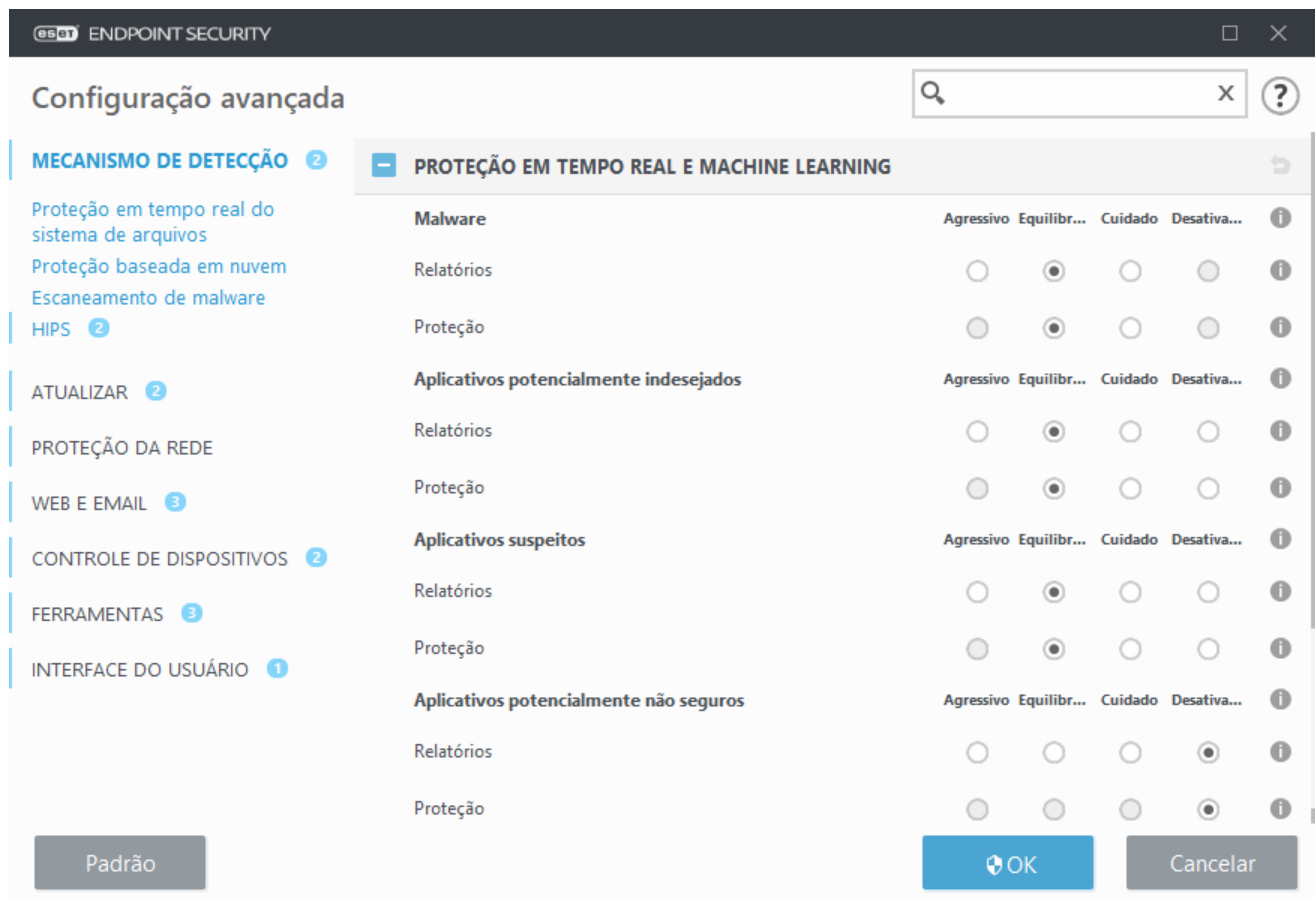 eset ENDPOINT SECURITY
Configuração avançada
X ?
MECANISMO DE DETECÇÃO 2
Proteção em tempo real do
sistema de arquivos
Proteção baseada em nuvem
Escaneamento de malware
HIPS 2
ATUALIZAR 2
PROTEÇÃO DA REDE
WEB E EMAIL 3
CONTROLE DE DISPOSITIVOS 2
FERRAMENTAS 3
INTERFACE DO USUÁRIO 1
PROTEÇÃO EM TEMPO REAL E MACHINE LEARNING
Malware Agressivo Equilibr... Cuidado Desativa...
Relatórios
Proteção
Aplicativos potencialmente indesejados Agressivo Equilibr... Cuidado Desativa...
Relatórios
Proteção
Aplicativos suspeitos Agressivo Equilibr... Cuidado Desativa...
Relatórios
Proteção
Aplicativos potencialmente não seguros Agressivo Equilibr... Cuidado Desativa...
Relatórios
Proteção
Padrão OK Cancelar